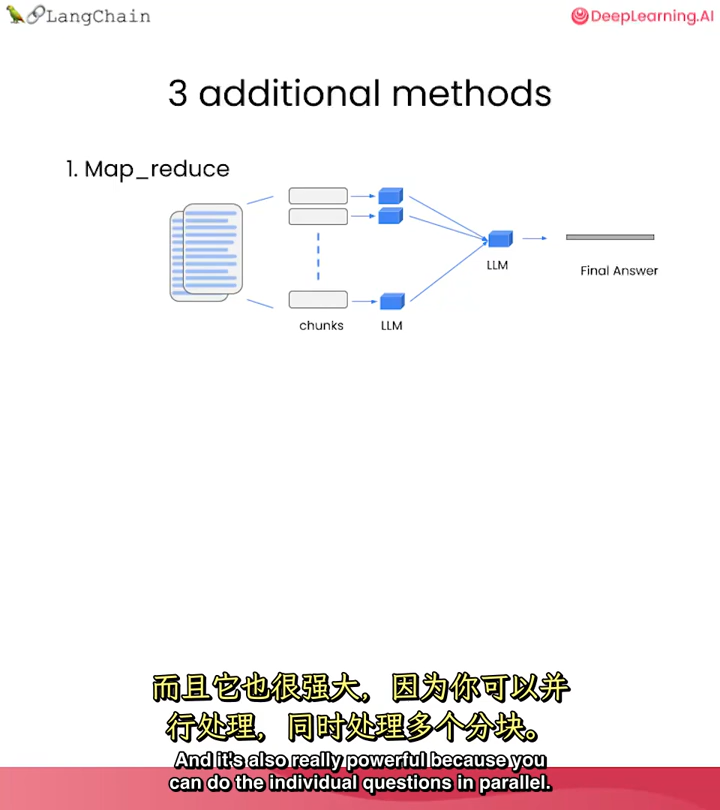 LangChain
DeepLearning.AI
3 additional methods
1. Map_reduce
LLM
Final Answer
chunks
LLM
而且它也很强大，因为你可以并
行处理，同时处理多个分块。
And it's also really powerful because you
can do the individual questions in parallel.